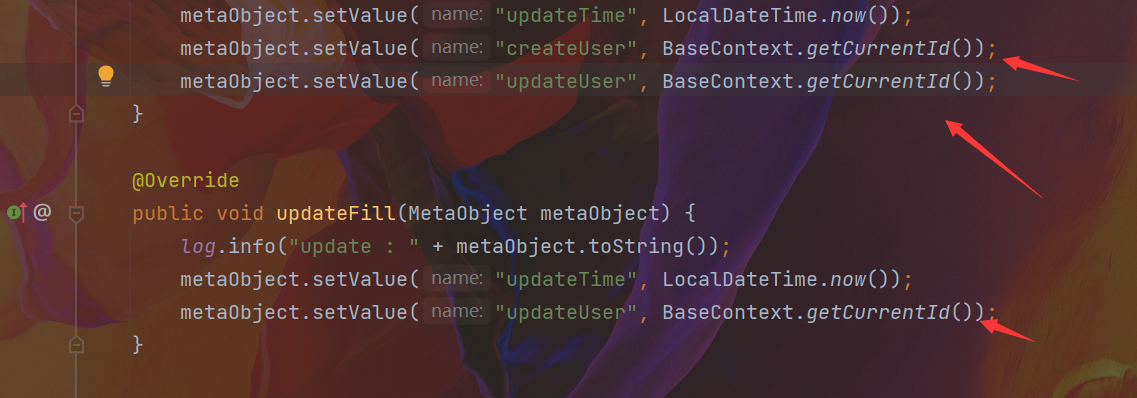 metaObject.setValue( name: "updateTime", LocalDateTime.now());
metaObject.setValue( name: "createUser", BaseContext.getCurrentId());
metaObject.setValue( name: "updateUser", BaseContext.getCurrentId());
}
@Override
@ public void updateFill(MetaObject metaObject) {
log.info("update : " + metaObject.toString());
metaObject.setValue( name: "updateTime", LocalDateTime.now());
metaObject.setValue( name: "updateUser", BaseContext.getCurrentId());
}